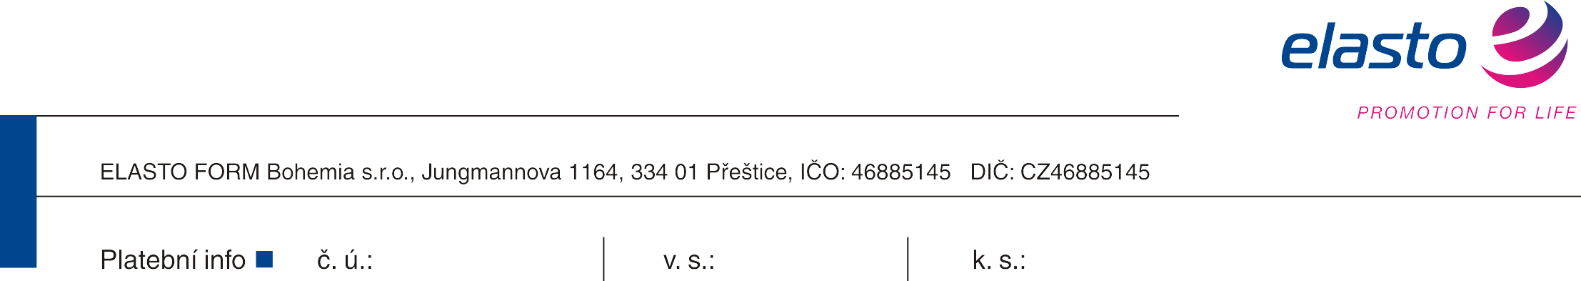 elasto
PROMOTION FOR LIFE
ELASTO FORM Bohemia s.r.o., Jungmannova 1164, 334 01 Přeštice, IČO: 46885145 DIČ: CZ46885145
Platební info č. ú.: v. s.: k. s.: